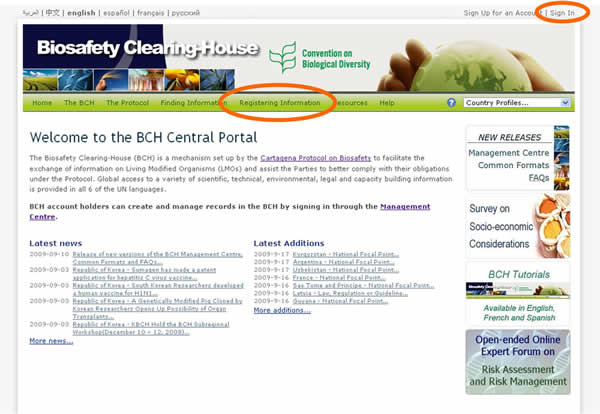 العربية | 中文 | english | español | français | русский
Sign Up for an Account | Sign In
Biosafety Clearing-House
Convention on
Biological Diversity
Home The BCH The Protocol Finding Information Registering Information Resources Help ? Country Profiles...
Welcome to the BCH Central Portal
The Biosafety Clearing-House (BCH) is a mechanism set up by the Cartagena Protocol on Biosafety to facilitate the
exchange of information on Living Modified Organisms (LMOs) and assist the Parties to better comply with their obligations
under the Protocol. Global access to a variety of scientific, technical, environmental, legal and capacity building information
is provided in all 6 of the UN languages.
BCH account holders can create and manage records in the BCH by signing in through the Management
Centre.
Latest news
2009-09-10 Release of new versions of the BCH Management Centre,
Common Formats and FAQs...
2009-09-03 Republic of Korea - Sumagen has made a patent
application for hepatitis C virus vaccine...
2009-09-03 Republic of Korea - South Korean Researchers developed
a human vaccine for H1N1...
2009-09-03 Republic of Korea - A Genetically Modified Pig Cloned by
Korean Researchers Opens Up Possibility of Organ
Transplants...
2009-09-03 Republic of Korea - KBCH Hold the BCH Subregional
Workshop(December 10 ~ 12, 2008)...
More news...
Latest Additions
2009-9-17 Kyrgyzstan - National Focal Point...
2009-9-17 Argentina - National Focal Point...
2009-9-17 Uzbekistan - National Focal Point...
2009-9-16 France - National Focal Point...
2009-9-16 Sao Tome and Principe - National Focal Point...
2009-9-16 Latvia - Law, Regulation or Guideline...
2009-9-16 Guyana - National Focal Point...
More additions...
NEW RELEASES
Management Centre
Common Formats
FAQs
Survey on
Socio-economic
Considerations
BCH Tutorials
Biosafety Clearing-House
Available in English,
French and Spanish
Open-ended Online
Expert Forum on
Risk Assessment
and Risk Management